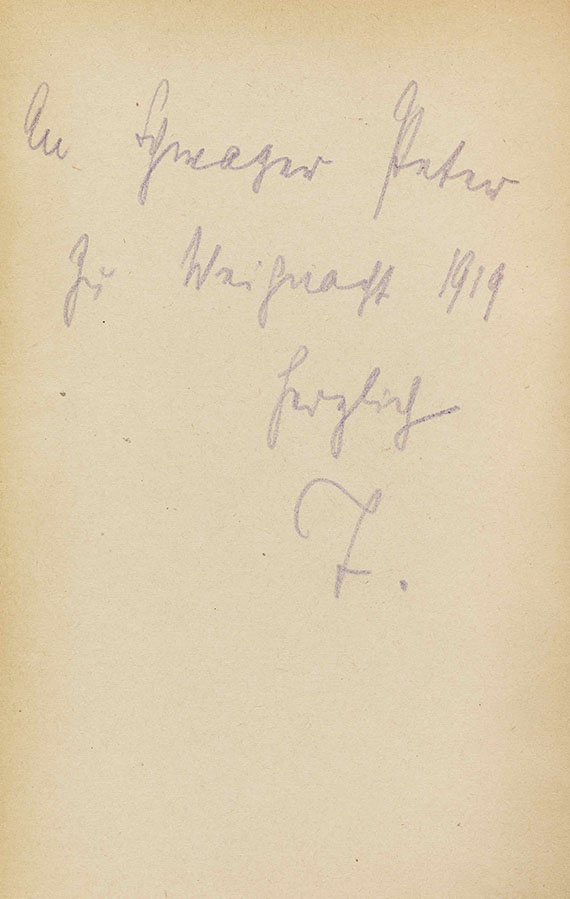 An Schwager Peter
zu Weihnacht 1919
herzlich
F.